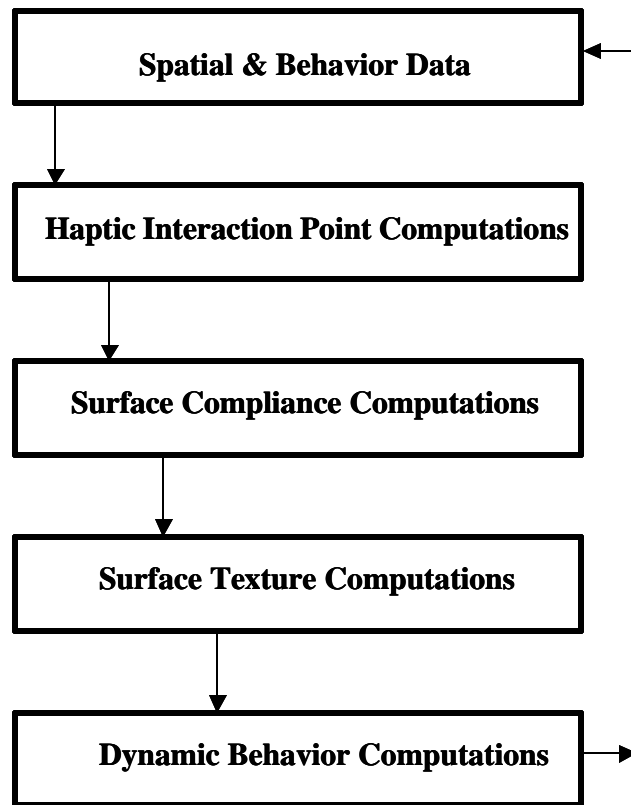 Spatial & Behavior Data
Haptic Interaction Point Computations
Surface Compliance Computations
Surface Texture Computations
Dynamic Behavior Computations